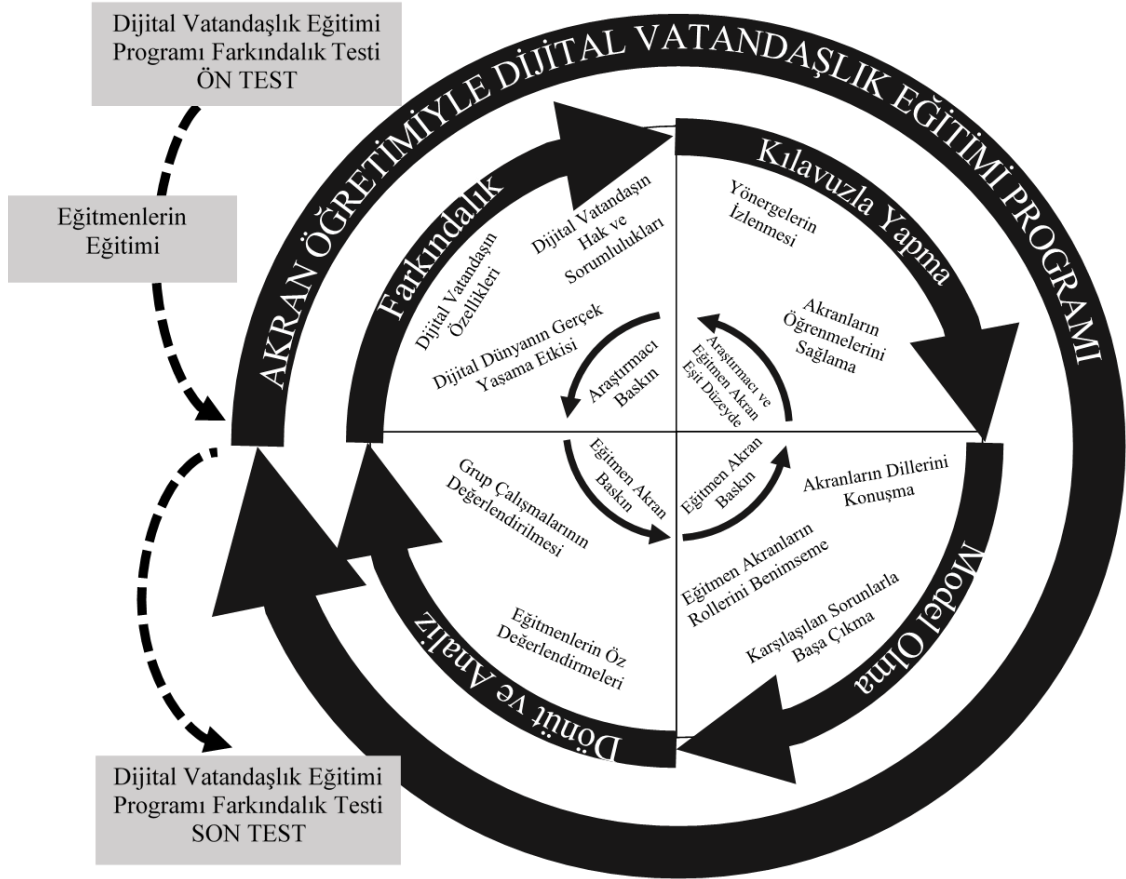 Dijital Vatandaşlık Eğitimi
Programı Farkındalık Testi
ÖN TEST
Eğitmenlerin
Eğitimi
AKRAN ÖĞRETİMİYLE DİJİTAL VATANDAŞLIK EĞİTİMİ PROGRAMI
Farkındalık
Dijital Vatandaşın
Özellikleri
Dijital Vatandaşın
Hak ve
Sorumlulukları
Dijital Dünyanın Gerçek
Yaşama Etkisi
Araştırmacı
Baskın
Kılavuzla Yapma
Yönergelerin
İzlenmesi
Akranların
Öğrenmelerini
Sağlama
Araştırmacı ve
Eğitmen Akran
Eşit Düzeyde
Model Olma
Akranların Dillerini
Konuşma
Eğitmen Akranların
Rollerini Benimseme
Karşılaşılan Sorunlarla
Başa Çıkma
Eğitmen Akran
Baskın
Dönüt ve Analiz
Grup Çalışmalarının
Değerlendirilmesi
Eğitmenlerin Öz
Değerlendirmeleri
Eğitmen Akran
Baskın
Dijital Vatandaşlık Eğitimi
Programı Farkındalık Testi
SON TEST